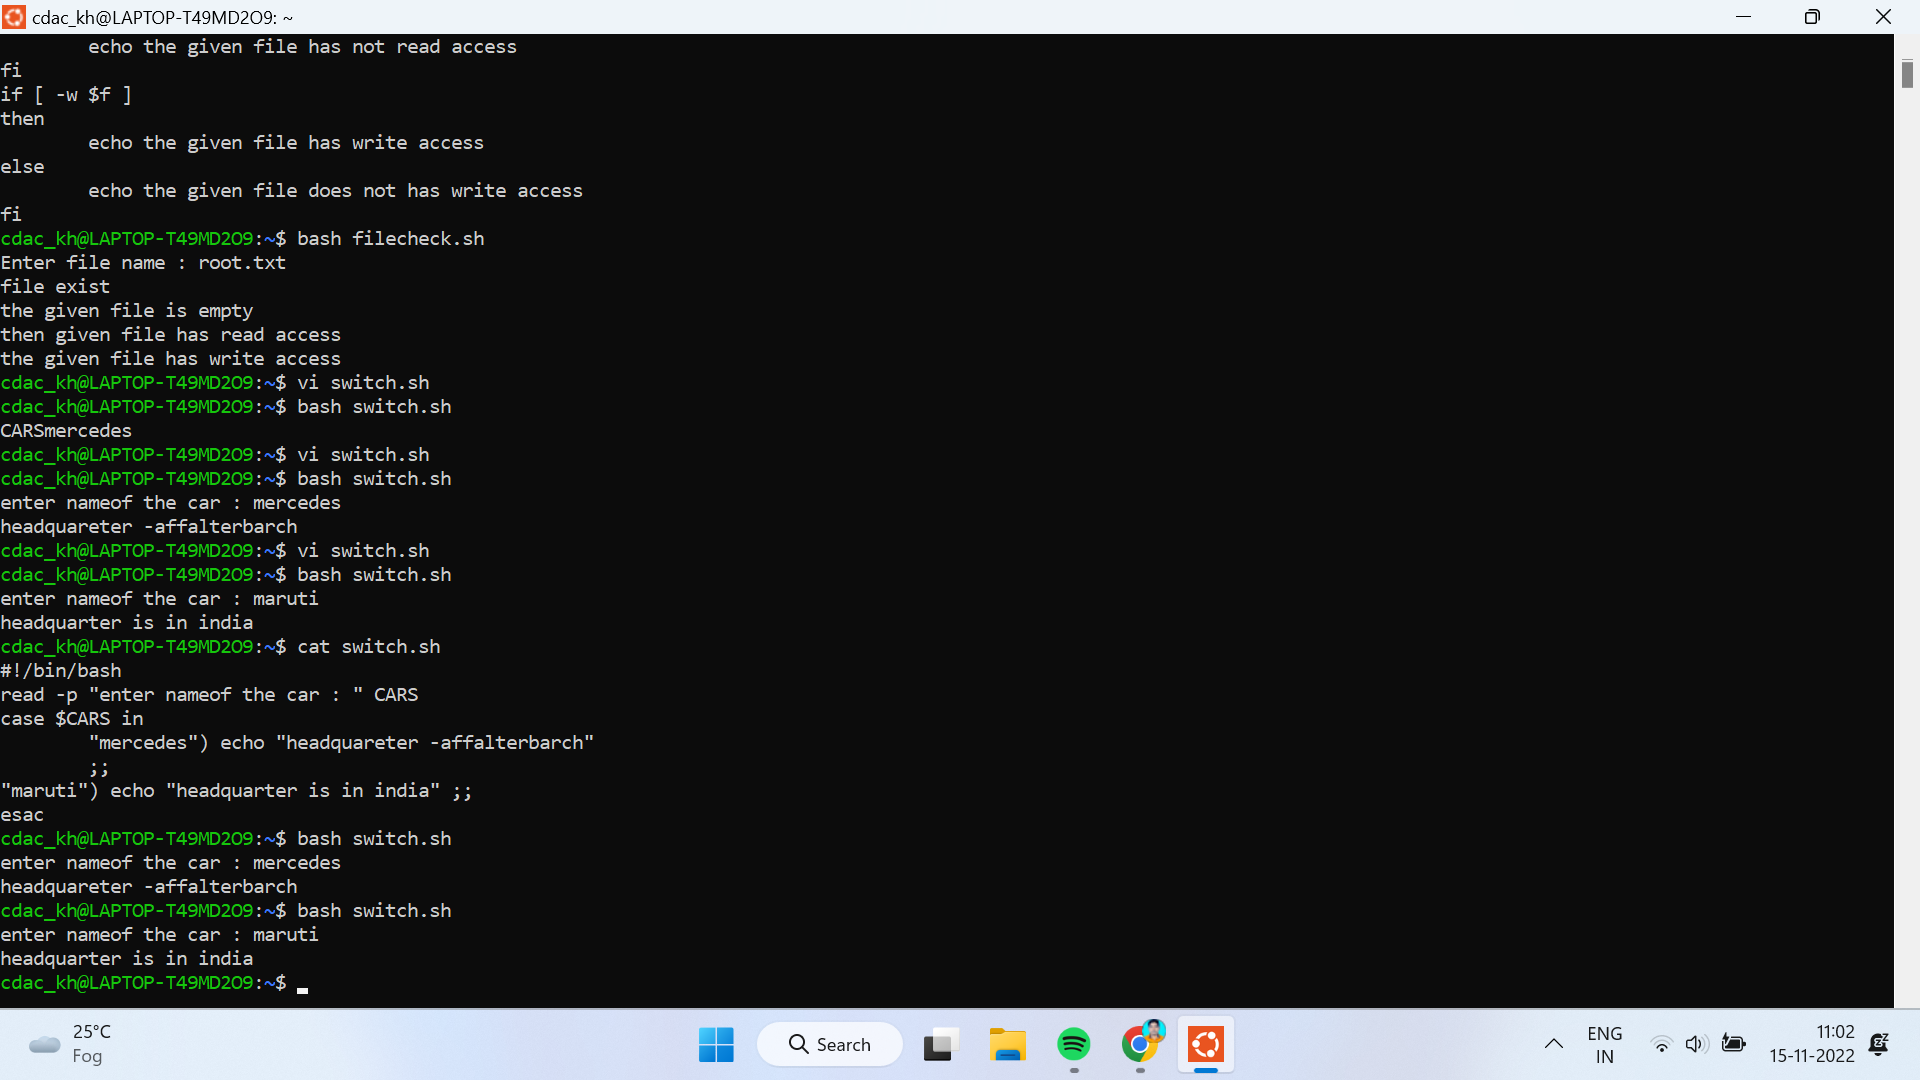 cdac_kh@LAPTOP-T49MD2O9: ~
        echo the given file has not read access
fi
if [ -w $f ]
then
        echo the given file has write access
else
        echo the given file does not has write access
fi
cdac_kh@LAPTOP-T49MD2O9:~$ bash filecheck.sh
Enter file name : root.txt
file exist
the given file is empty
then given file has read access
the given file has write access
cdac_kh@LAPTOP-T49MD2O9:~$ vi switch.sh
cdac_kh@LAPTOP-T49MD2O9:~$ bash switch.sh
CARSmercedes
cdac_kh@LAPTOP-T49MD2O9:~$ vi switch.sh
cdac_kh@LAPTOP-T49MD2O9:~$ bash switch.sh
enter nameof the car : mercedes
headquareter -affalterbarch
cdac_kh@LAPTOP-T49MD2O9:~$ vi switch.sh
cdac_kh@LAPTOP-T49MD2O9:~$ bash switch.sh
enter nameof the car : maruti
headquarter is in india
cdac_kh@LAPTOP-T49MD2O9:~$ cat switch.sh
#!/bin/bash
read -p "enter nameof the car : " CARS
case $CARS in
        "mercedes") echo "headquareter -affalterbarch"
        ;;
"maruti") echo "headquarter is in india" ;;
esac
cdac_kh@LAPTOP-T49MD2O9:~$ bash switch.sh
enter nameof the car : mercedes
headquareter -affalterbarch
cdac_kh@LAPTOP-T49MD2O9:~$ bash switch.sh
enter nameof the car : maruti
headquarter is in india
cdac_kh@LAPTOP-T49MD2O9:~$
25°C
Fog
Search
ENG
IN
11:02
15-11-2022